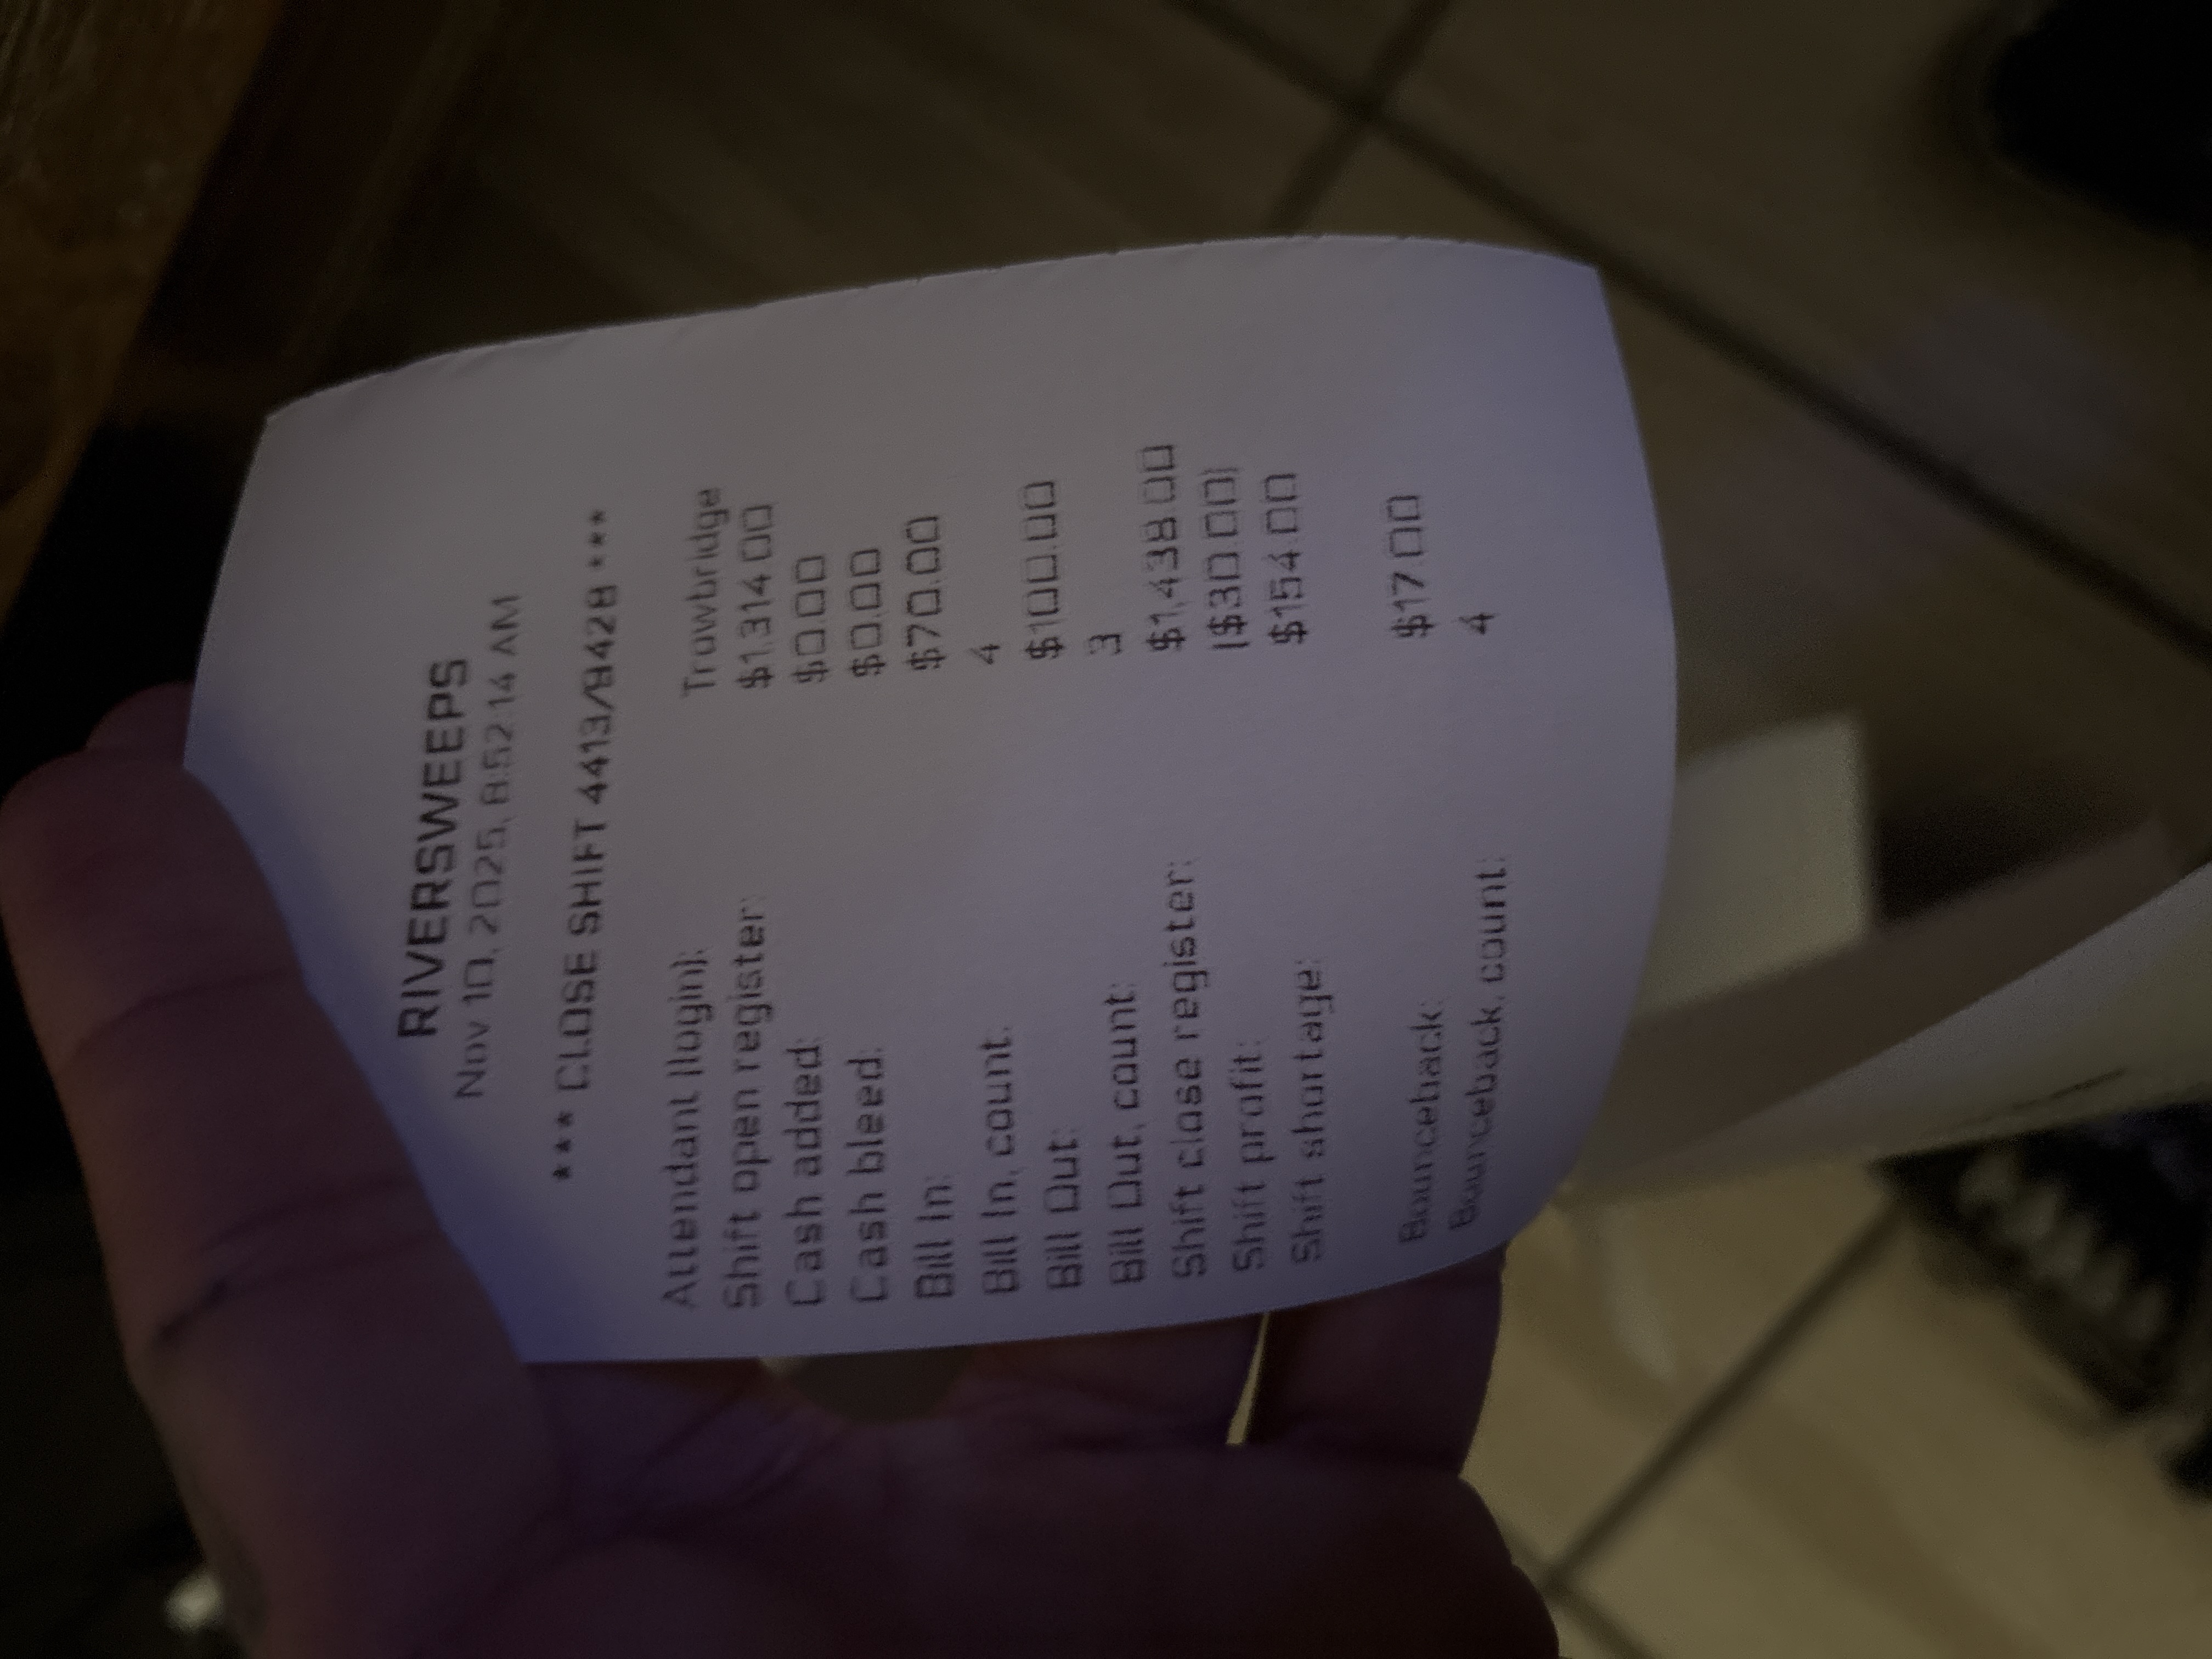 RIVERSWEEPS
Nov 10, 2025, 8:52:14 AM
*** CLOSE SHIFT 4413/8428 ***
Attendant (login): Trowbridge
Shift open register: $1,314.00
Cash added: $0.00
Cash bleed: $0.00
Bill In: $70.00
Bill In, count: 4
Bill Out: $100.00
Bill Out, count: 3
Shift close register: $1,438.00
Shift profit: ($30.00)
Shift shortage: $154.00
Bounceback: $17.00
Bounceback, count: 4